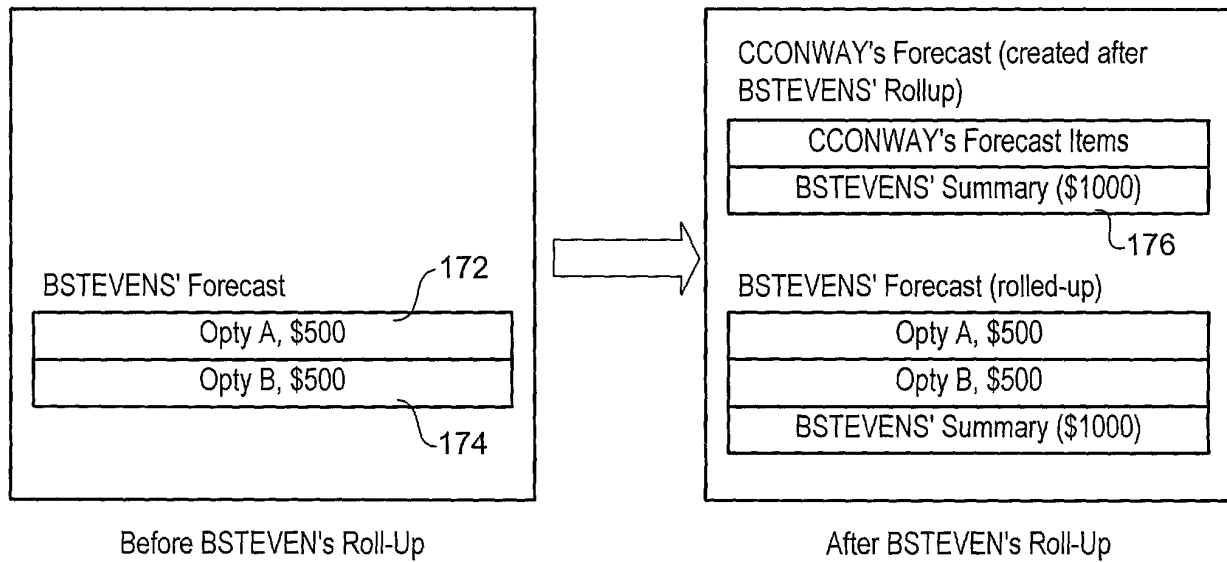 BSTEVENS' Forecast
172
Opty A, $500
Opty B, $500
174
Before BSTEVEN's Roll-Up
CCONWAY's Forecast (created after
BSTEVENS' Rollup)
CCONWAY's Forecast Items
BSTEVENS' Summary ($1000)
176
BSTEVENS' Forecast (rolled-up)
Opty A, $500
Opty B, $500
BSTEVENS' Summary ($1000)
After BSTEVEN's Roll-Up